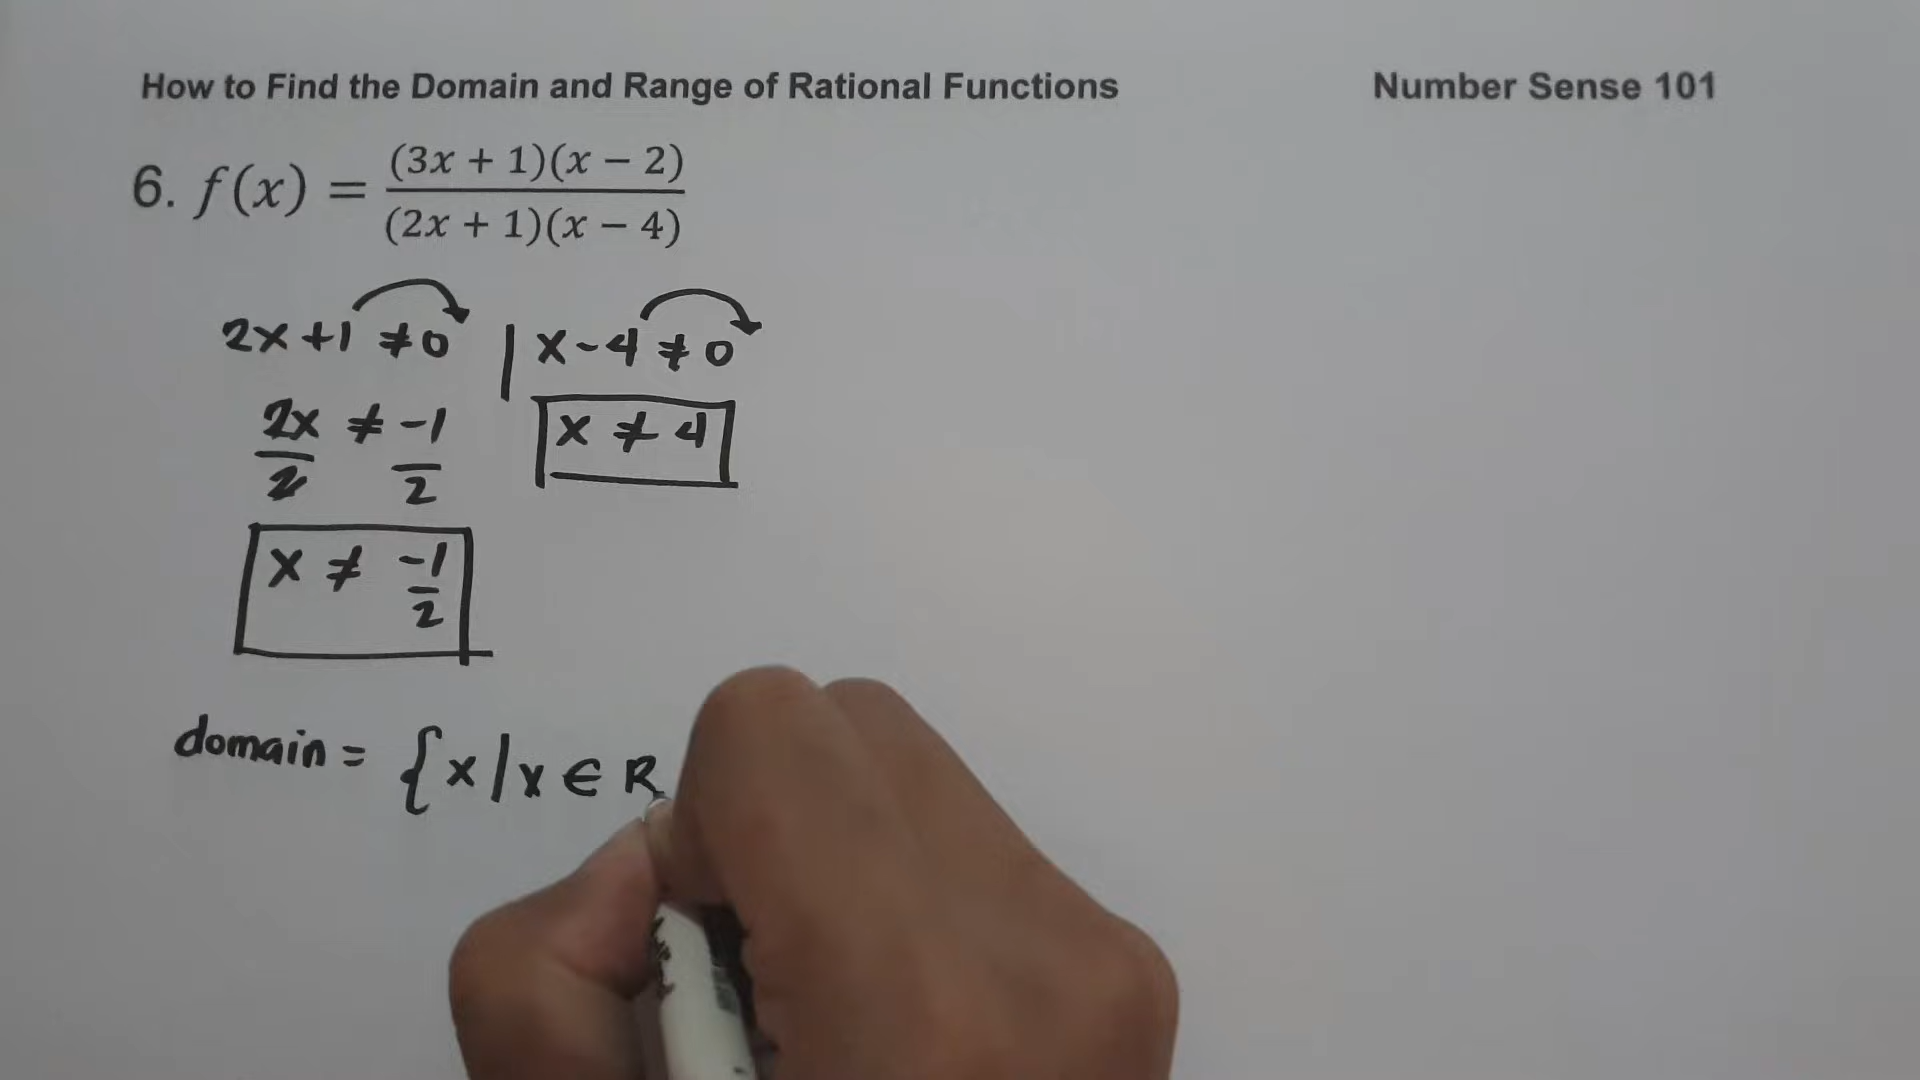 How to Find the Domain and Range of Rational Functions Number Sense 101
6. f(x) = (3x + 1)(x − 2) / (2x + 1)(x − 4)
2x+1 ≠0 | x-4 ≠0
2x/2 ≠ -1/2
x ≠ 4
x ≠ -1/2
domain = {x/x ∈ R